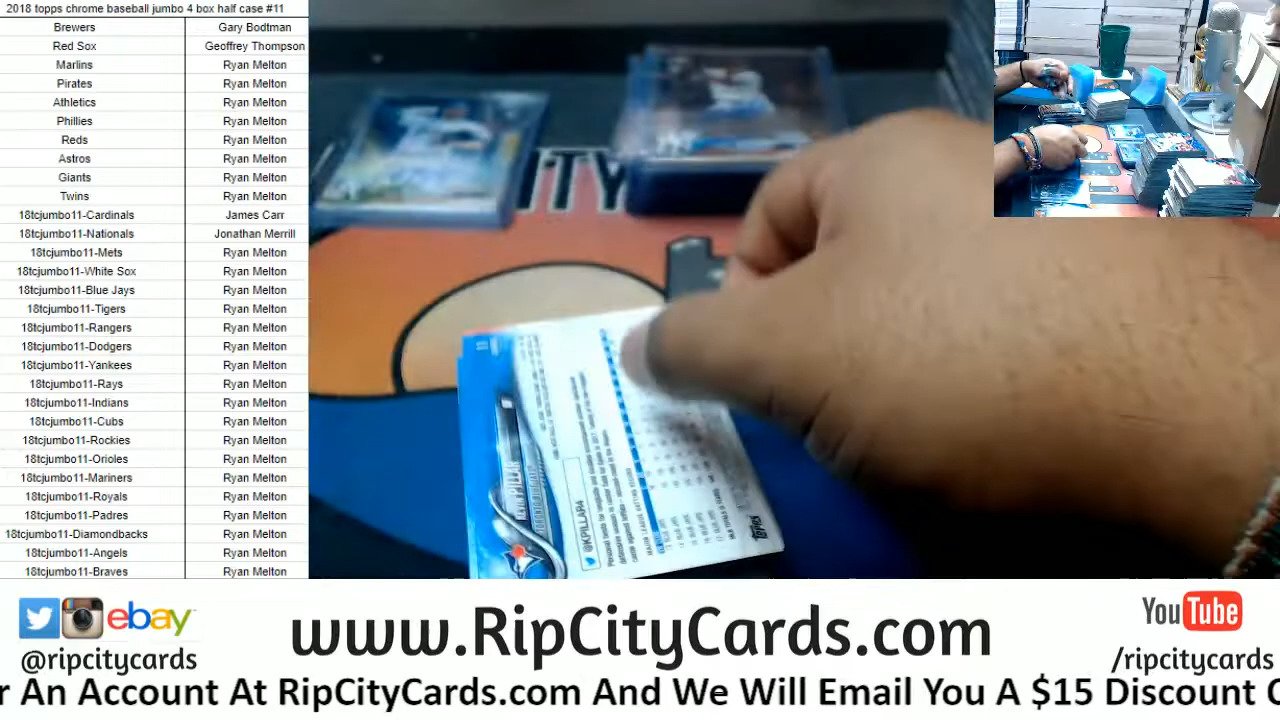 2018 topps chrome baseball jumbo 4 box half case #11
Brewers Gary Bodtman
Red Sox Geoffrey Thompson
Marlins Ryan Melton
Pirates Ryan Melton
Athletics Ryan Melton
Phillies Ryan Melton
Reds Ryan Melton
Astros Ryan Melton
Giants Ryan Melton
Twins Ryan Melton
18tcjumbo11-Cardinals James Carr
18tcjumbo11-Nationals Jonathan Merrill
18tcjumbo11-Mets Ryan Melton
18tcjumbo11-White Sox Ryan Melton
18tcjumbo11-Blue Jays Ryan Melton
18tcjumbo11-Tigers Ryan Melton
18tcjumbo11-Rangers Ryan Melton
18tcjumbo11-Dodgers Ryan Melton
18tcjumbo11-Yankees Ryan Melton
18tcjumbo11-Rays Ryan Melton
18tcjumbo11-Indians Ryan Melton
18tcjumbo11-Cubs Ryan Melton
18tcjumbo11-Rockies Ryan Melton
18tcjumbo11-Orioles Ryan Melton
18tcjumbo11-Mariners Ryan Melton
18tcjumbo11-Royals Ryan Melton
18tcjumbo11-Padres Ryan Melton
18tcjumbo11-Diamondbacks Ryan Melton
18tcjumbo11-Angels Ryan Melton
18tcjumbo11-Braves Ryan Melton
ITY
KEVIN PILLAR
@KPILLAR4
Topps
ebay
@ripcitycards
www.RipCityCards.com
YouTube
/ripcitycards
r An Account At RipCityCards.com And We Will Email You A $15 Discount